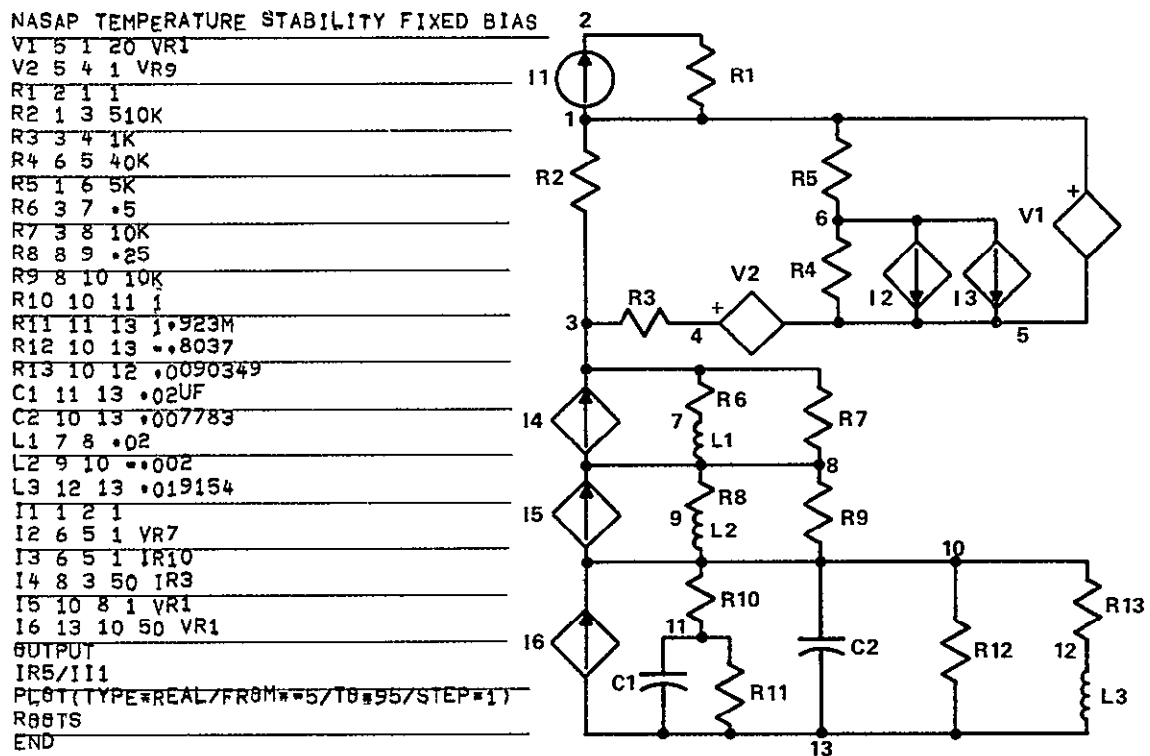 NASAP TEMPERATURE STABILITY FIXED BIAS
V1 5 1 20 VR1
V2 5 4 1 VR9
R1 2 1 1
R2 1 3 510K
R3 3 4 1K
R4 6 5 40K
R5 1 6 5K
R6 3 7 .5
R7 3 8 10K
R8 8 9 .25
R9 8 10 10K
R10 10 11 1
R11 11 13 1.923M
R12 10 13 -.8037
R13 10 12 .0090349
C1 11 13 .02UF
C2 10 13 .007783
L1 7 8 .02
L2 9 10 -.002
L3 12 13 .019154
I1 1 2 1
I2 6 5 1 VR7
I3 6 5 1 IR10
I4 8 3 50 IR3
I5 10 8 1 VR1
I6 13 10 50 VR1
OUTPUT
IR5/II1
PLOT(TYPE=REAL/FROM=-5/TO=95/STEP=1)
ROOTS
END
2
I1
R1
1
R2
R5
+
V1
6
R4
I2
I3
V2
+
R3
3
4
5
I4
R6
7
L1
R7
8
I5
R8
9
L2
R9
10
I6
R10
11
C1
R11
C2
R12
R13
12
L3
13